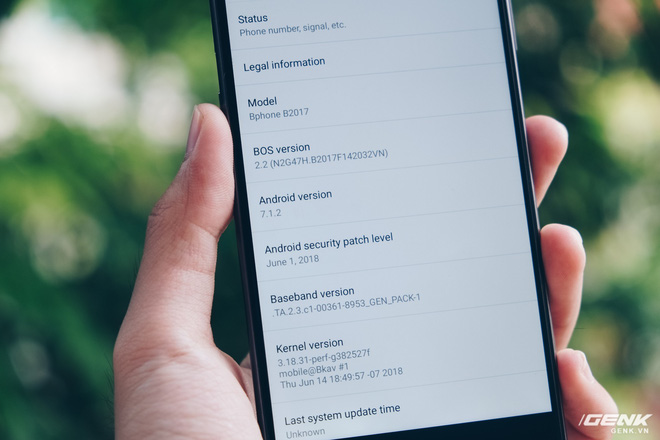 Status
Phone number, signal, etc.
Legal information
Model
Bphone B2017
BOS version
2.2 (N2G47H.B2017F142032VN)
Android version
7.1.2
Android security patch level
June 1, 2018
Baseband version
.TA.2.3.c1-00361-8953_GEN_PACK-1
Kernel version
3.18.31-perf-g382527f
mobile@Bkav #1
Thu Jun 14 18:49:57 -07 2018
Last system update time
Unknown
GENK
GENK.VN